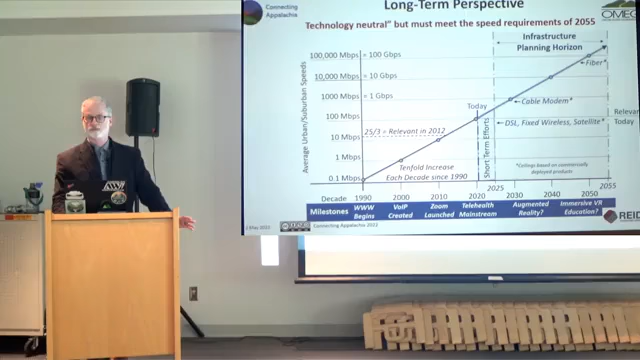 Connecting
Appalachia
Long-Term Perspective
OMEG
Technology neutral" but must meet the speed requirements of 2055
Infrastructure
Planning Horizon
100,000 Mbps = 100 Gbps
Fiber*
10,000 Mbps = 10 Gbps
1000 Mbps = 1 Gbps
Cable Modem*
Today
Relevan
Today
100 Mbps
DSL, Fixed Wireless, Satellite*
25/3 = Relevant in 2012
10 Mbps
1 Mbps
Tenfold Increase
Each Decade since 1990
*Ceilings based on commercially
deployed products
0.1 Mbps
Average Urban/Suburban Speeds
Short Term Efforts
2025
2055
Decade 1990 2000 2010 2020 2030 2040 2050
Milestones WWW Begins VoIP Created Zoom Launched Telehealth Mainstream Augmented Reality? Immersive VR Education?
REID
Connecting Appalachia 2022